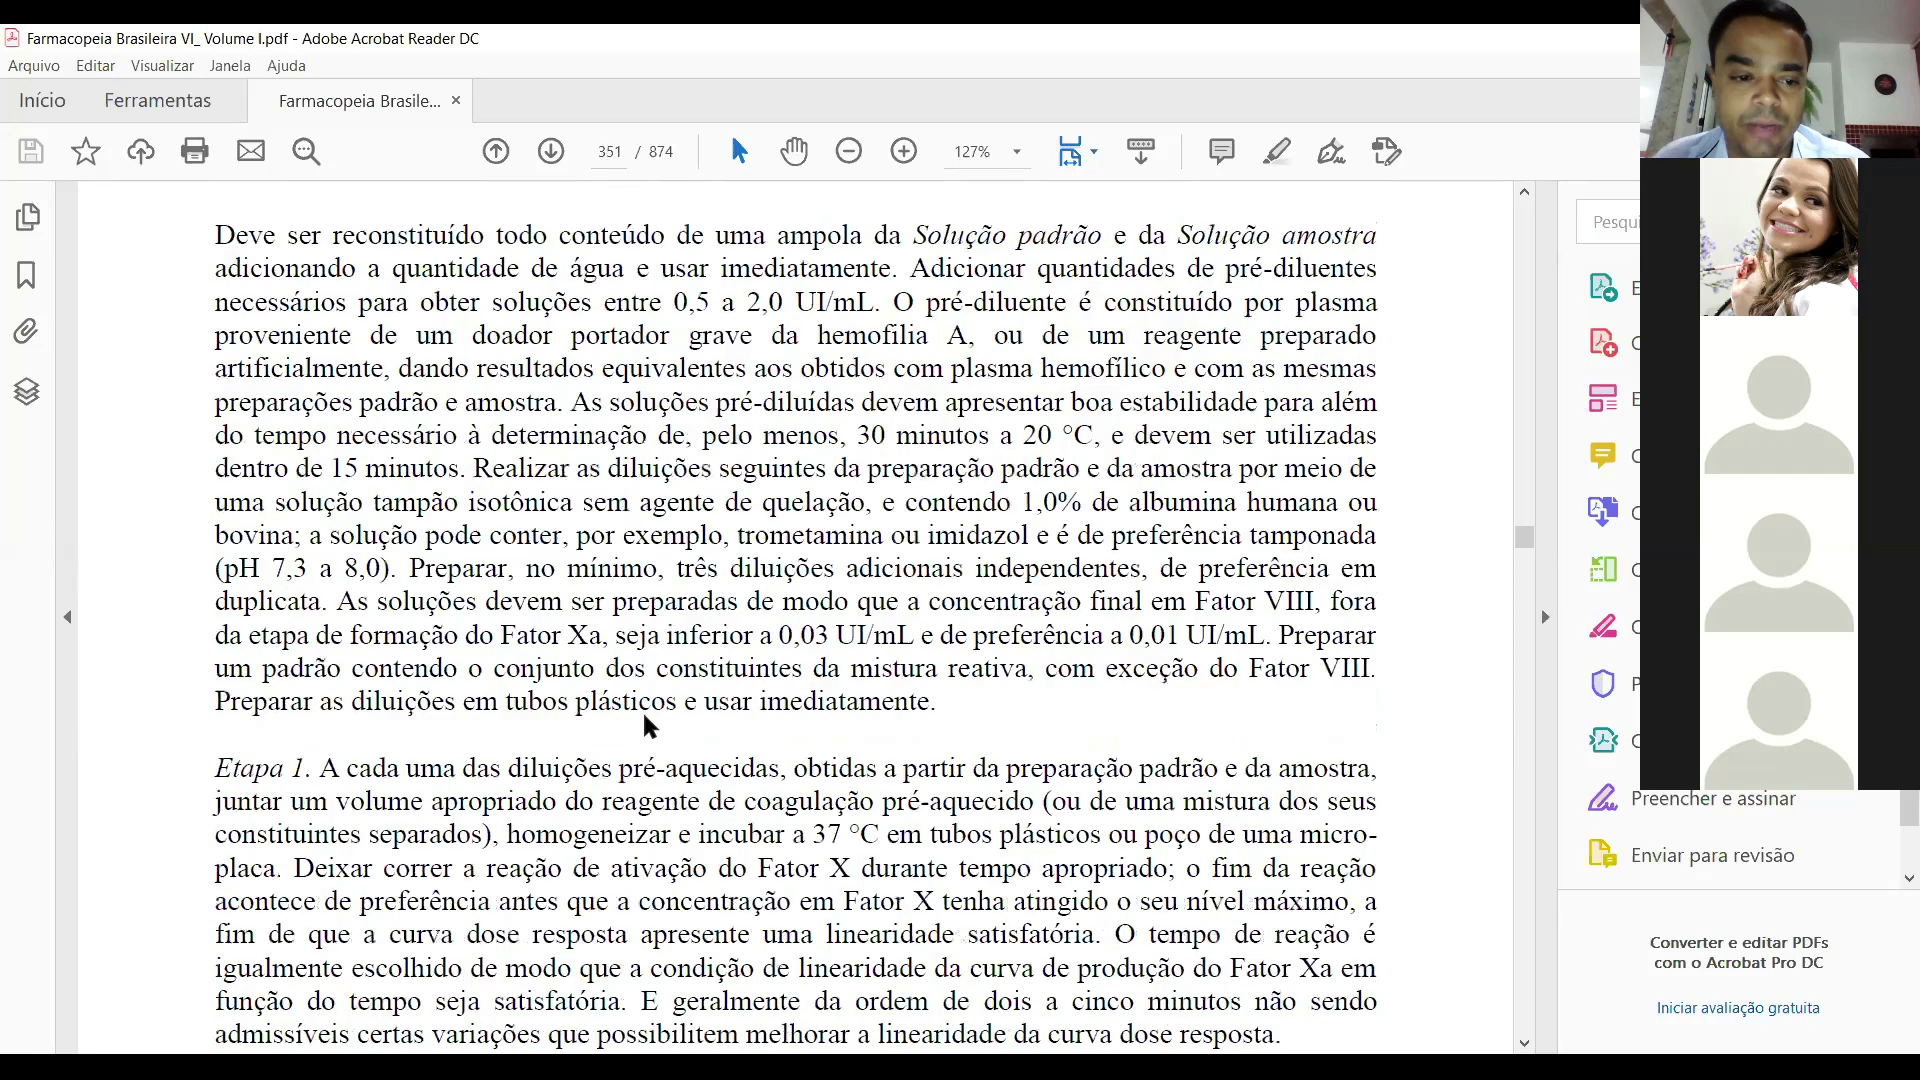 Farmacopeia Brasileira VI_ Volume I.pdf - Adobe Acrobat Reader DC
Arquivo Editar Visualizar Janela Ajuda
Início Ferramentas Farmacopeia Brasile... ×
351 / 874 127%
Deve ser reconstituído todo conteúdo de uma ampola da Solução padrão e da Solução amostra
adicionando a quantidade de água e usar imediatamente. Adicionar quantidades de pré-diluentes
necessários para obter soluções entre 0,5 a 2,0 UI/mL. O pré-diluente é constituído por plasma
proveniente de um doador portador grave da hemofilia A, ou de um reagente preparado
artificialmente, dando resultados equivalentes aos obtidos com plasma hemofílico e com as mesmas
preparações padrão e amostra. As soluções pré-diluídas devem apresentar boa estabilidade para além
do tempo necessário à determinação de, pelo menos, 30 minutos a 20 °C, e devem ser utilizadas
dentro de 15 minutos. Realizar as diluições seguintes da preparação padrão e da amostra por meio de
uma solução tampão isotônica sem agente de quelação, e contendo 1,0% de albumina humana ou
bovina; a solução pode conter, por exemplo, trometamina ou imidazol e é de preferência tamponada
(pH 7,3 a 8,0). Preparar, no mínimo, três diluições adicionais independentes, de preferência em
duplicata. As soluções devem ser preparadas de modo que a concentração final em Fator VIII, fora
da etapa de formação do Fator Xa, seja inferior a 0,03 UI/mL e de preferência a 0,01 UI/mL. Preparar
um padrão contendo o conjunto dos constituintes da mistura reativa, com exceção do Fator VIII.
Preparar as diluições em tubos plásticos e usar imediatamente.
Etapa 1. A cada uma das diluições pré-aquecidas, obtidas a partir da preparação padrão e da amostra,
juntar um volume apropriado do reagente de coagulação pré-aquecido (ou de uma mistura dos seus
constituintes separados), homogeneizar e incubar a 37 °C em tubos plásticos ou poço de uma micro-
placa. Deixar correr a reação de ativação do Fator X durante tempo apropriado; o fim da reação
acontece de preferência antes que a concentração em Fator X tenha atingido o seu nível máximo, a
fim de que a curva dose resposta apresente uma linearidade satisfatória. O tempo de reação é
igualmente escolhido de modo que a condição de linearidade da curva de produção do Fator Xa em
função do tempo seja satisfatória. E geralmente da ordem de dois a cinco minutos não sendo
admissíveis certas variações que possibilitem melhorar a linearidade da curva dose resposta.
Pesqui
E
C
E
C
C
C
C
P
C
Preencher e assinar
Enviar para revisão
Converter e editar PDFs
com o Acrobat Pro DC
Iniciar avaliação gratuita